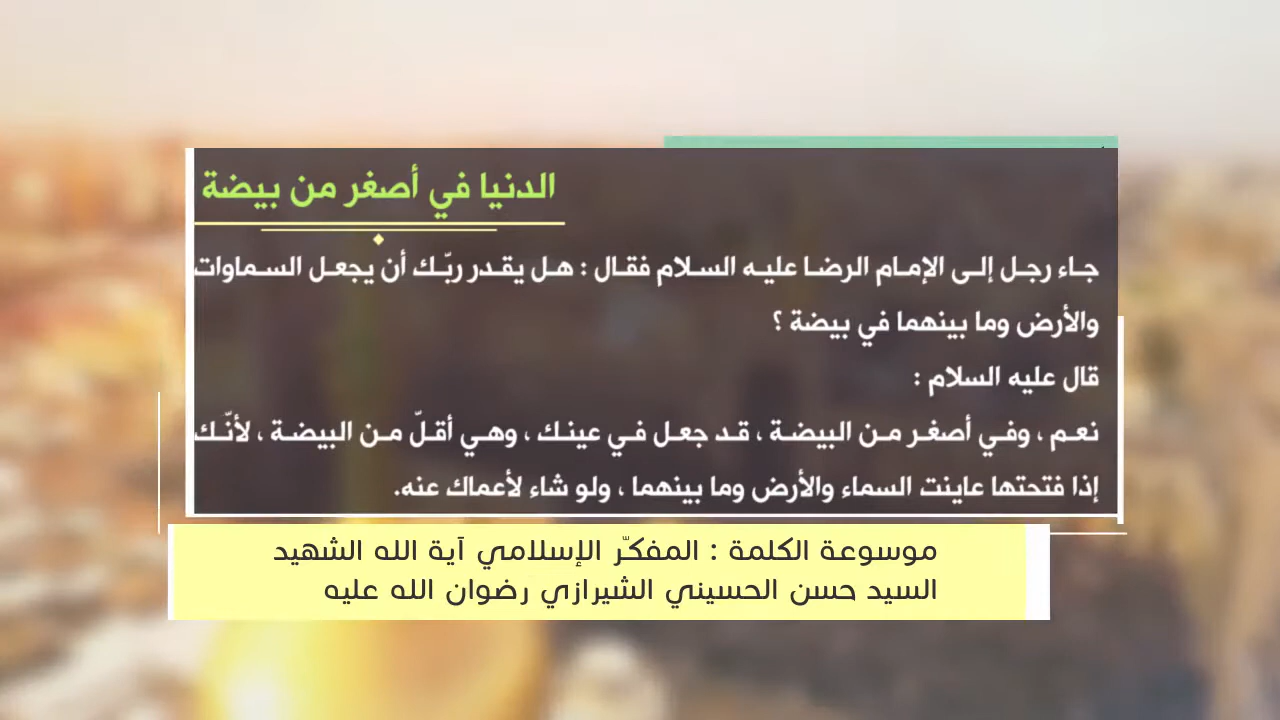 الدنيا في أصغر من بيضة
جاء رجل إلى الإمام الرضا عليه السلام فقال : هل يقدر ربّك أن يجعل السماوات
والأرض وما بينهما في بيضة ؟
قال عليه السلام :
نعم ، وفي أصغر من البيضة ، قد جعل في عينك ، وهي أقلّ من البيضة ، لأنّك
إذا فتحتها عاينت السماء والأرض وما بينهما ، ولو شاء لأعماك عنه.
موسوعة الكلمة : المفكّر الإسلامي آية الله الشهيد
السيد حسن الحسيني الشيرازي رضوان الله عليه